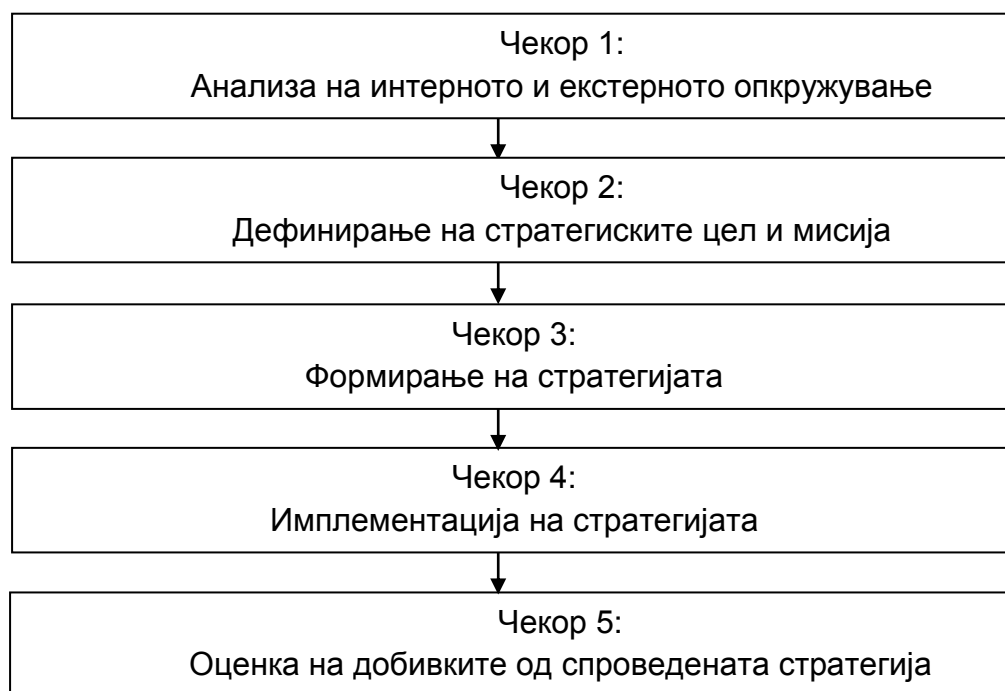 Чекор 1:
Анализа на интерното и екстерното опкружување
Чекор 2:
Дефинирање на стратегиските цел и мисија
Чекор 3:
Формирање на стратегијата
Чекор 4:
Имплементација на стратегијата
Чекор 5:
Оценка на добивките од спроведената стратегија